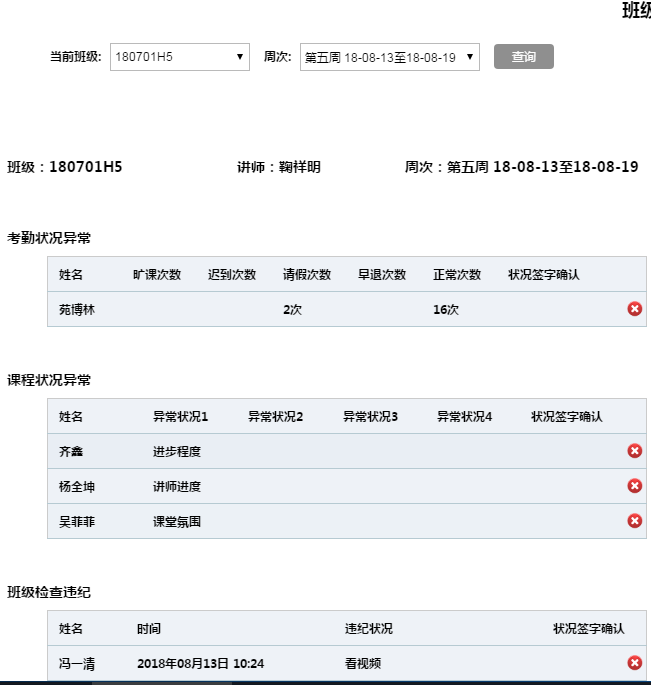 班级
当前班级: 180701H5 周次: 第五周 18-08-13至18-08-19 查询
班级：180701H5 讲师：鞠祥明 周次：第五周 18-08-13至18-08-19
考勤状况异常
姓名 旷课次数 迟到次数 请假次数 早退次数 正常次数 状况签字确认
苑博林 2次 16次
课程状况异常
姓名 异常状况1 异常状况2 异常状况3 异常状况4 状况签字确认
齐鑫 进步程度
杨全坤 讲师进度
吴菲菲 课堂氛围
班级检查违纪
姓名 时间 违纪状况 状况签字确认
冯一清 2018年08月13日 10:24 看视频